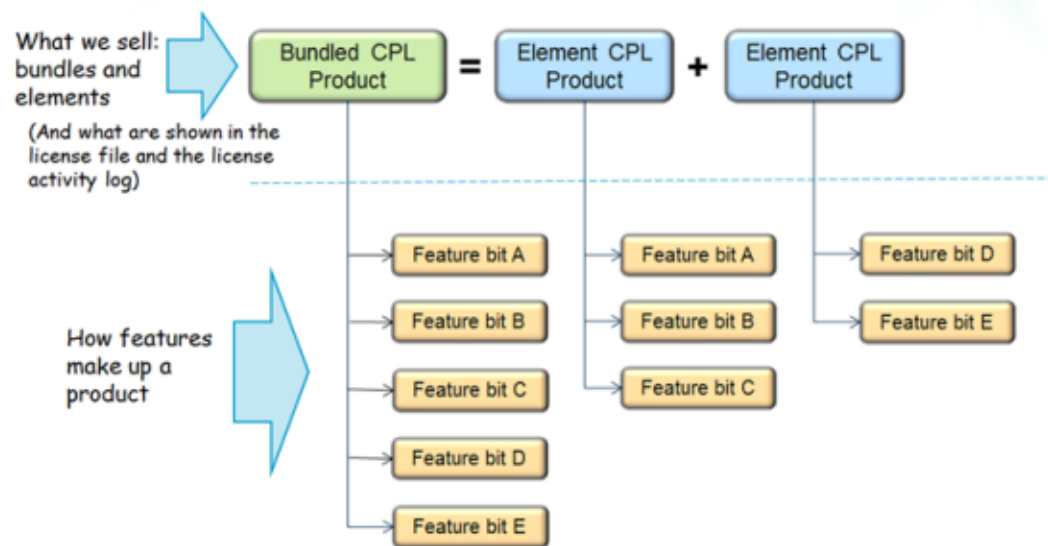 What we sell:
bundles and
elements
(And what are shown in the
license file and the license
activity log)
Bundled CPL
Product
=
Element CPL
Product
+
Element CPL
Product
How features
make up a
product
Feature bit A
Feature bit B
Feature bit C
Feature bit D
Feature bit E
Feature bit A
Feature bit B
Feature bit C
Feature bit D
Feature bit E